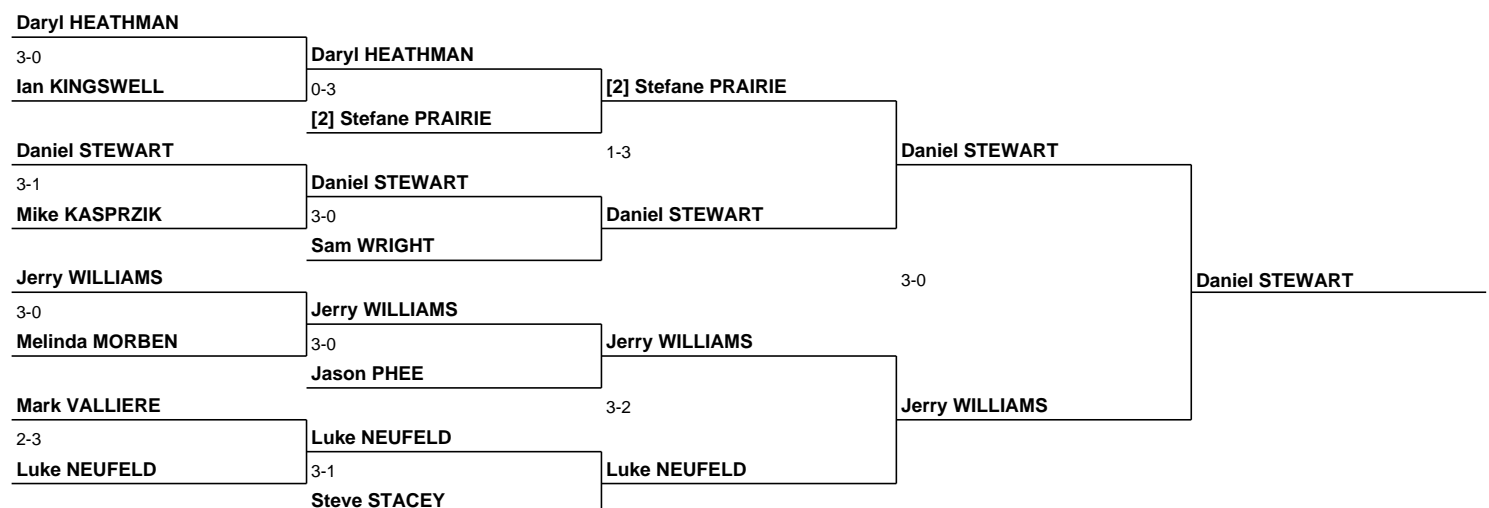 Daryl HEATHMAN
3-0
Daryl HEATHMAN
Ian KINGSWELL
0-3
[2] Stefane PRAIRIE
[2] Stefane PRAIRIE
Daniel STEWART
1-3
Daniel STEWART
3-1
Daniel STEWART
Mike KASPRZIK
3-0
Daniel STEWART
Sam WRIGHT
Jerry WILLIAMS
3-0
Daniel STEWART
3-0
Jerry WILLIAMS
Melinda MORBEN
3-0
Jerry WILLIAMS
Jason PHEE
Mark VALLIERE
3-2
Jerry WILLIAMS
2-3
Luke NEUFELD
Luke NEUFELD
3-1
Luke NEUFELD
Steve STACEY